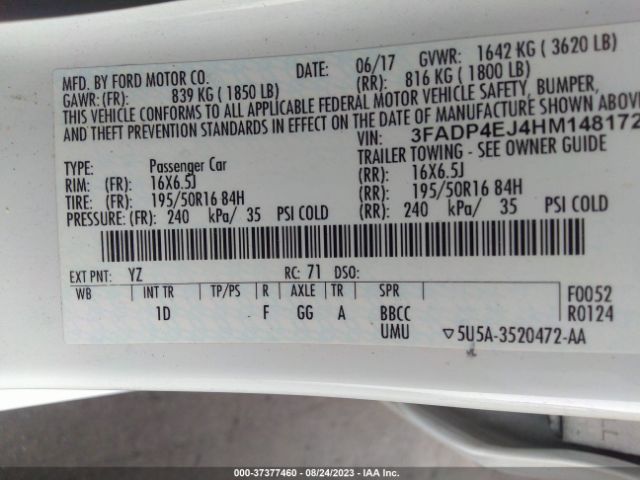 MFD. BY FORD MOTOR CO. DATE: 06/17 GVWR: 1642 KG ( 3620 LB)
GAWR: (FR): 839 KG ( 1850 LB) (RR): 816 KG ( 1800 LB)
THIS VEHICLE CONFORMS TO ALL APPLICABLE FEDERAL MOTOR VEHICLE SAFETY, BUMPER,
AND THEFT PREVENTION STANDARDS IN EFFECT ON THE DATE OF MANUFACTURE SHOWN ABOVE
VIN: 3FADP4EJ4HM148172
TYPE: Passenger Car TRAILER TOWING - SEE OWNER GUIDE
RIM: (FR): 16X6.5J (RR): 16X6.5J
TIRE: (FR): 195/50R16 84H (RR): 195/50R16 84H
PRESSURE: (FR): 240 kPa/ 35 PSI COLD (RR): 240 kPa/ 35 PSI COLD
EXT PNT: YZ RC: 71 DSO:
WB INT TR TP/PS R AXLE TR SPR F0052
1D F GG A BBCC R0124
UMU ▽5U5A-3520472-AA
000-37377460 - 08/24/2023 - IAA Inc.